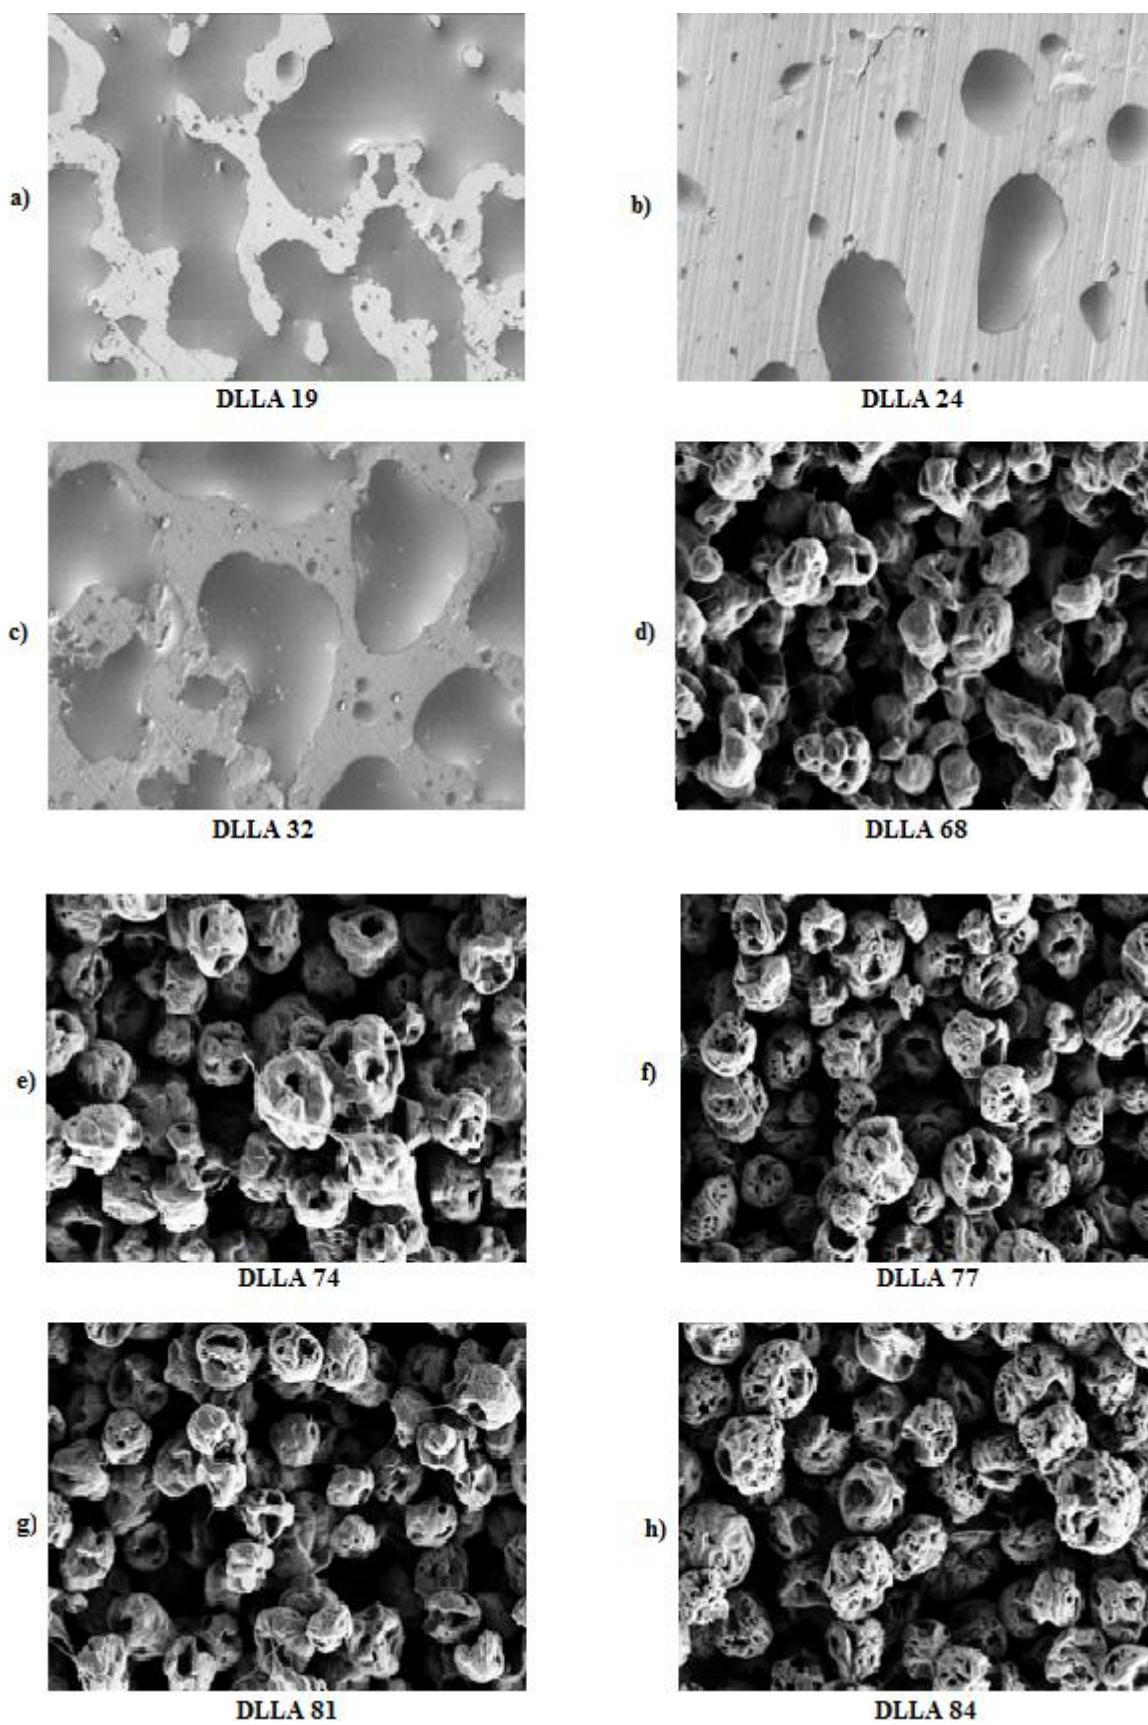 a)
b)
DLLA 19
DLLA 24
c)
d)
DLLA 32
DLLA 68
e)
f)
DLLA 74
DLLA 77
g)
h)
DLLA 81
DLLA 84